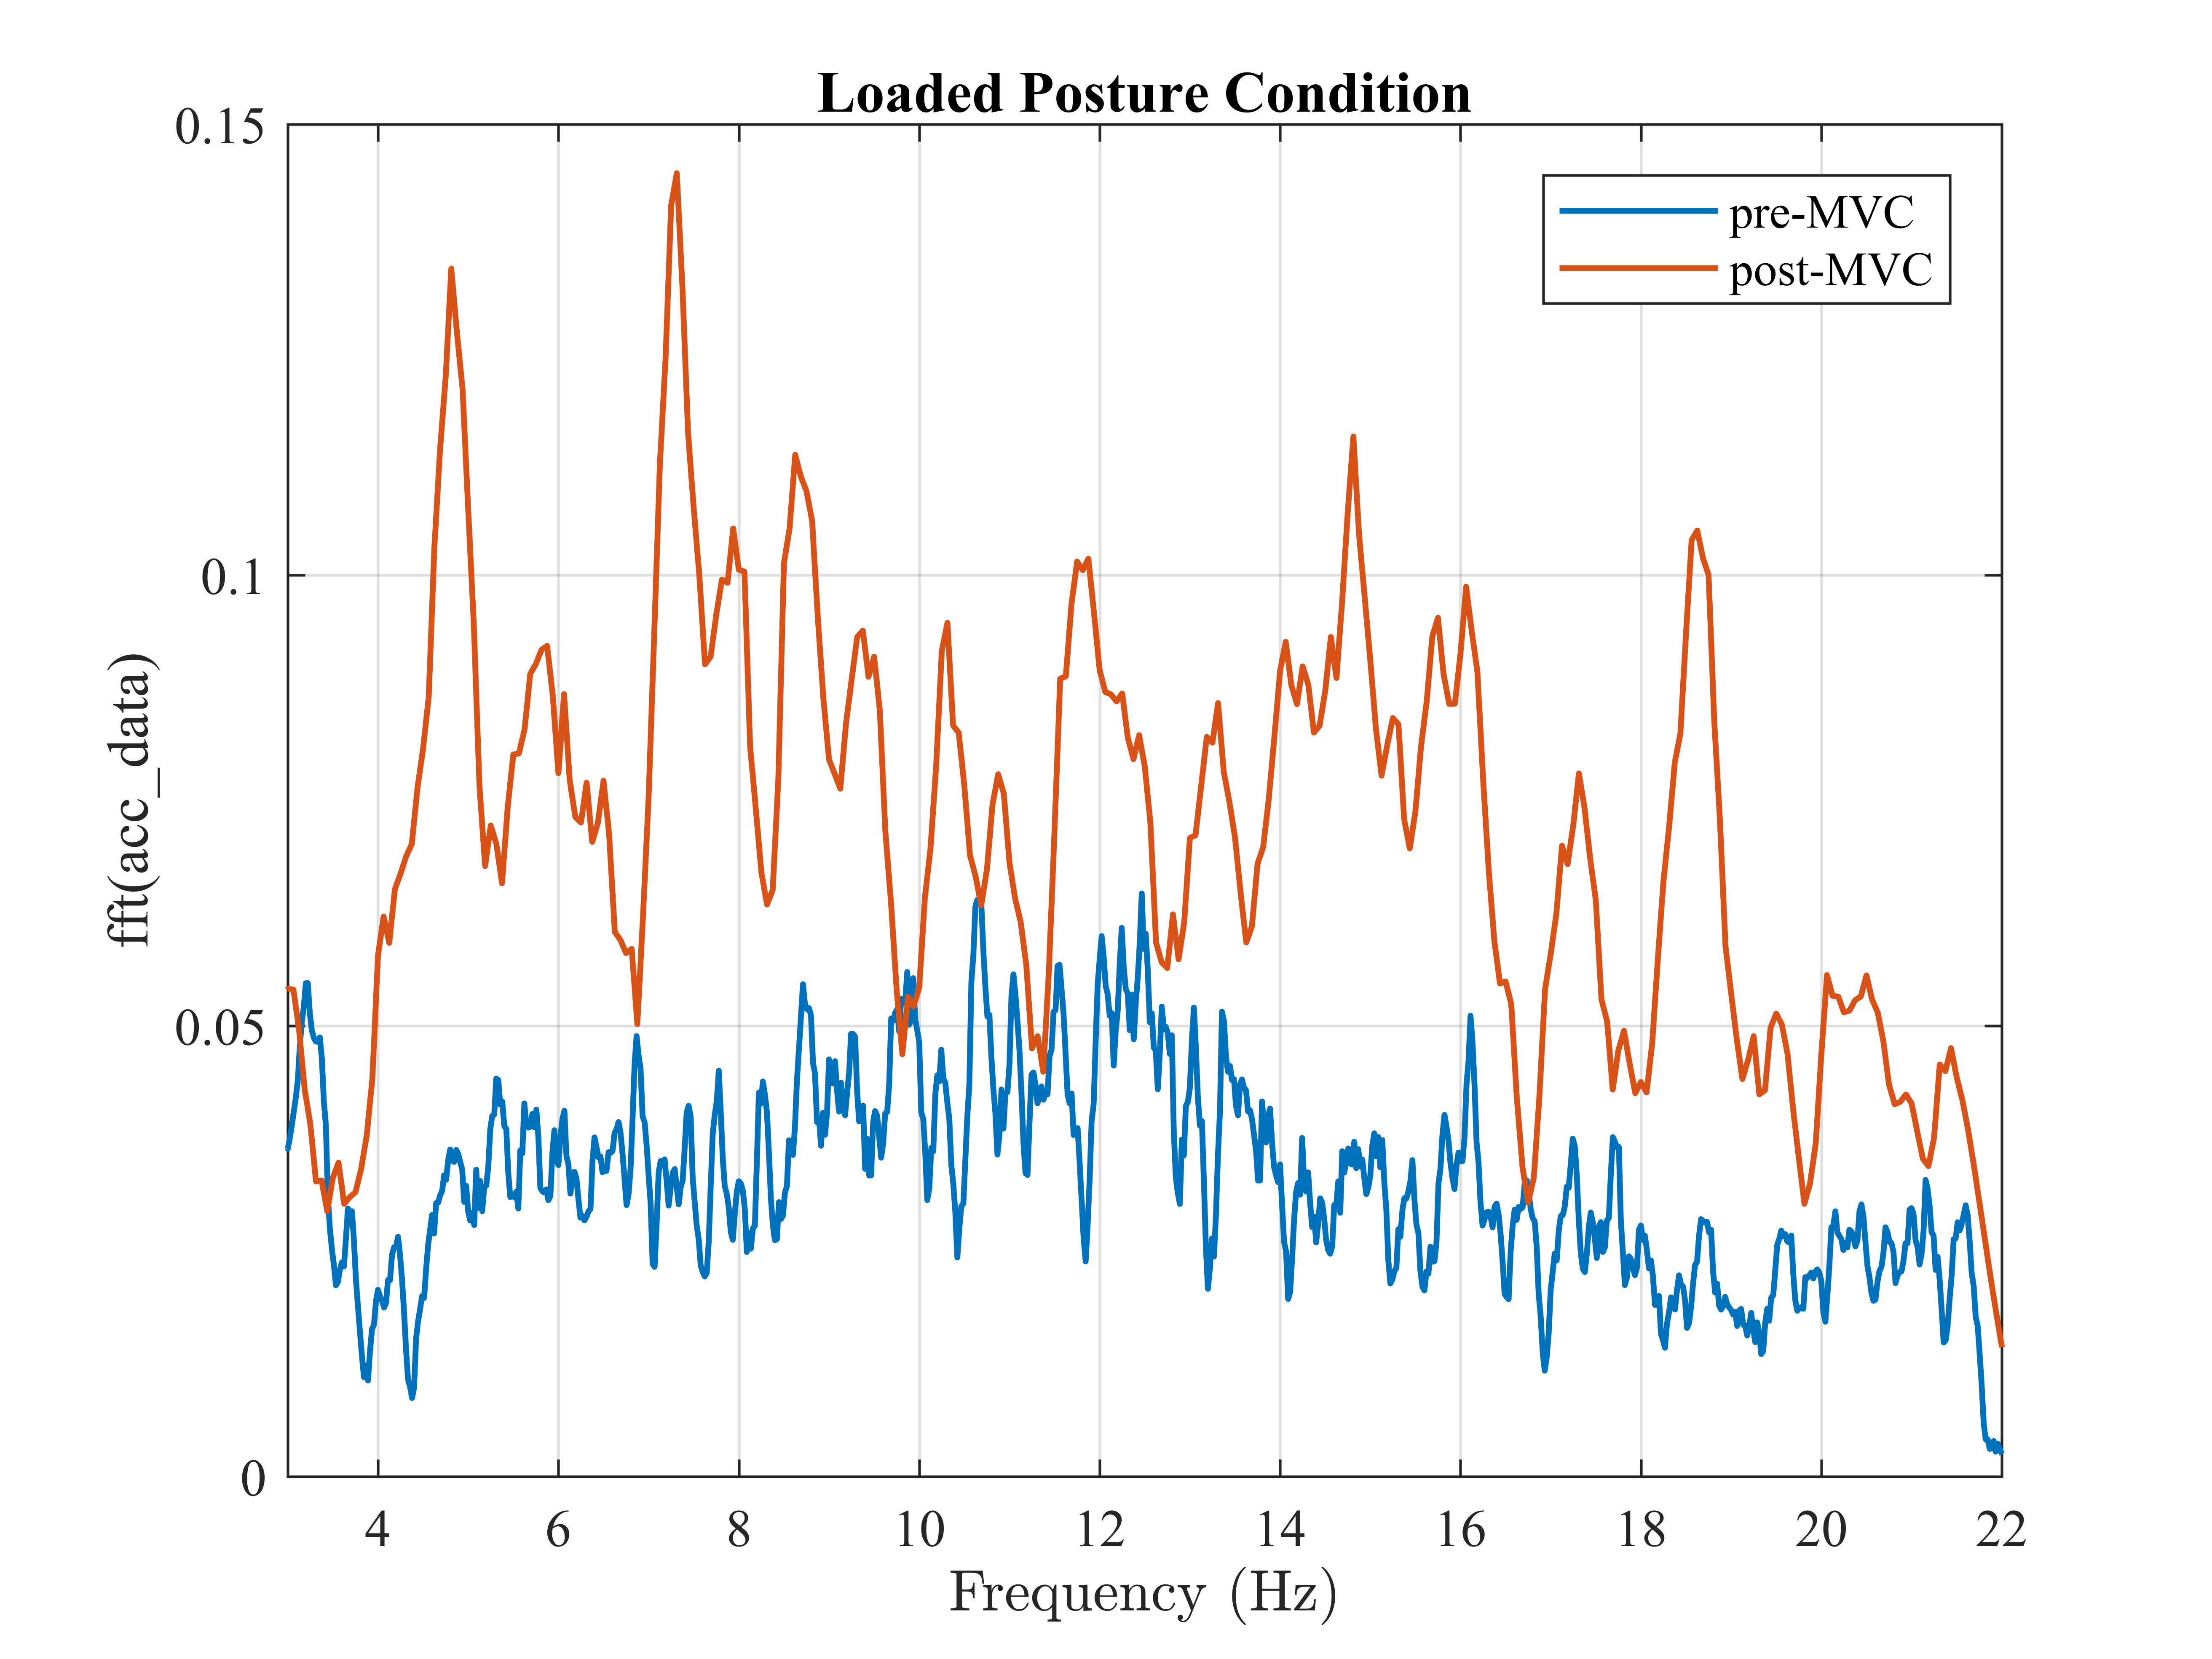 Loaded Posture Condition
0.15
0.1
0.05
0
fft(acc_data)
pre-MVC
post-MVC
4 6 8 10 12 14 16 18 20 22
Frequency (Hz)